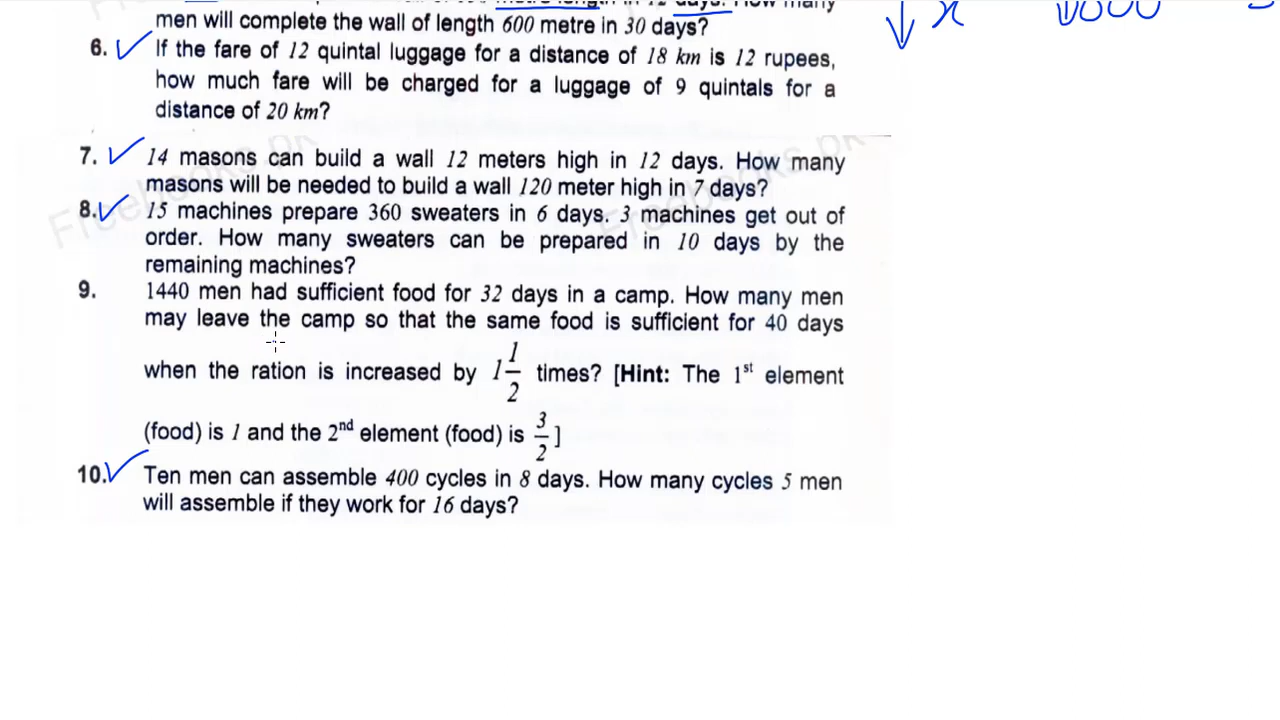 men will complete the wall of length 600 metre in 30 days?
x
6. If the fare of 12 quintal luggage for a distance of 18 km is 12 rupees,
how much fare will be charged for a luggage of 9 quintals for a
distance of 20 km?
7. 14 masons can build a wall 12 meters high in 12 days. How many
masons will be needed to build a wall 120 meter high in 7 days?
8. 15 machines prepare 360 sweaters in 6 days. 3 machines get out of
order. How many sweaters can be prepared in 10 days by the
remaining machines?
9. 1440 men had sufficient food for 32 days in a camp. How many men
may leave the camp so that the same food is sufficient for 40 days
when the ration is increased by 1 1/2 times? [Hint: The 1st element
(food) is 1 and the 2nd element (food) is 3/2]
10. Ten men can assemble 400 cycles in 8 days. How many cycles 5 men
will assemble if they work for 16 days?